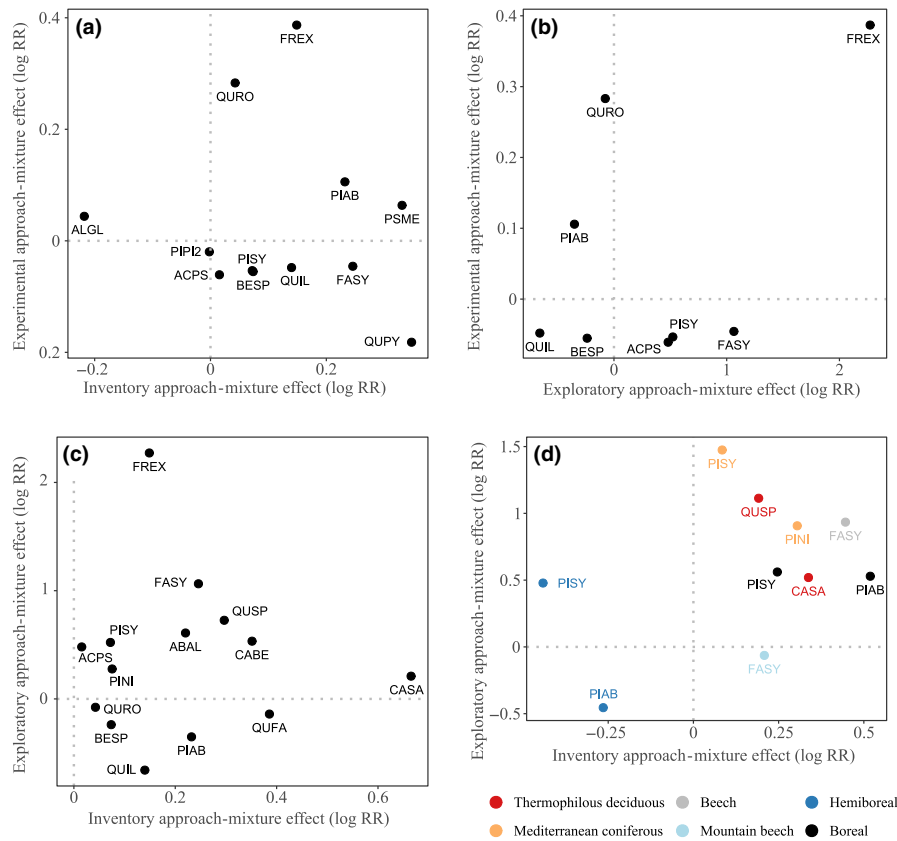 (a)
Experimental approach-mixture effect (log RR)
0.4
0.2
0
0.2
FREX
QURO
PIAB
PSME
ALGL
PIPI2
PISY
ACPS
BESP
QUIL
FASY
QUPY
−0.2
0
0.2
Inventory approach-mixture effect (log RR)
(b)
Experimental approach-mixture effect (log RR)
0.4
0.3
0.2
0.1
0
FREX
QURO
PIAB
QUIL
BESP
ACPS
PISY
FASY
0
1
2
Exploratory approach-mixture effect (log RR)
(c)
Exploratory approach-mixture effect (log RR)
2
1
0
FREX
FASY
QUSP
PISY
ACPS
ABAL
CABE
PINI
CASA
QURO
BESP
QUFA
PIAB
QUIL
0
0.2
0.4
0.6
Inventory approach-mixture effect (log RR)
(d)
Exploratory approach-mixture effect (log RR)
1.5
1
0.5
0
−0.5
PISY
QUSP
PINI
FASY
PISY
PISY
CASA
PIAB
FASY
PIAB
−0.25
0
0.25
0.5
Inventory approach-mixture effect (log RR)
Thermophilous deciduous
Beech
Hemiboreal
Mediterranean coniferous
Mountain beech
Boreal